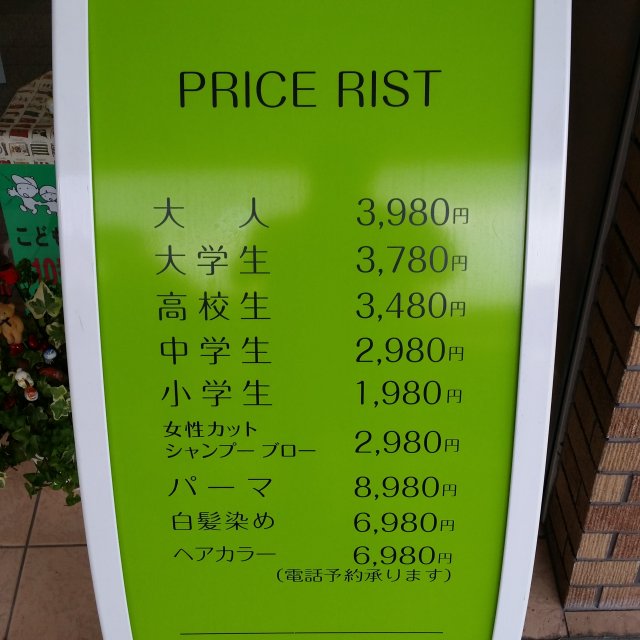 PRICE RIST
大人 3,980円
大学生 3,780円
高校生 3,480円
中学生 2,980円
小学生 1,980円
女性カット
シャンプー ブロー 2,980円
パーマ 8,980円
白髪染め 6,980円
ヘアカラー 6,980円
(電話予約承ります)
こども
110